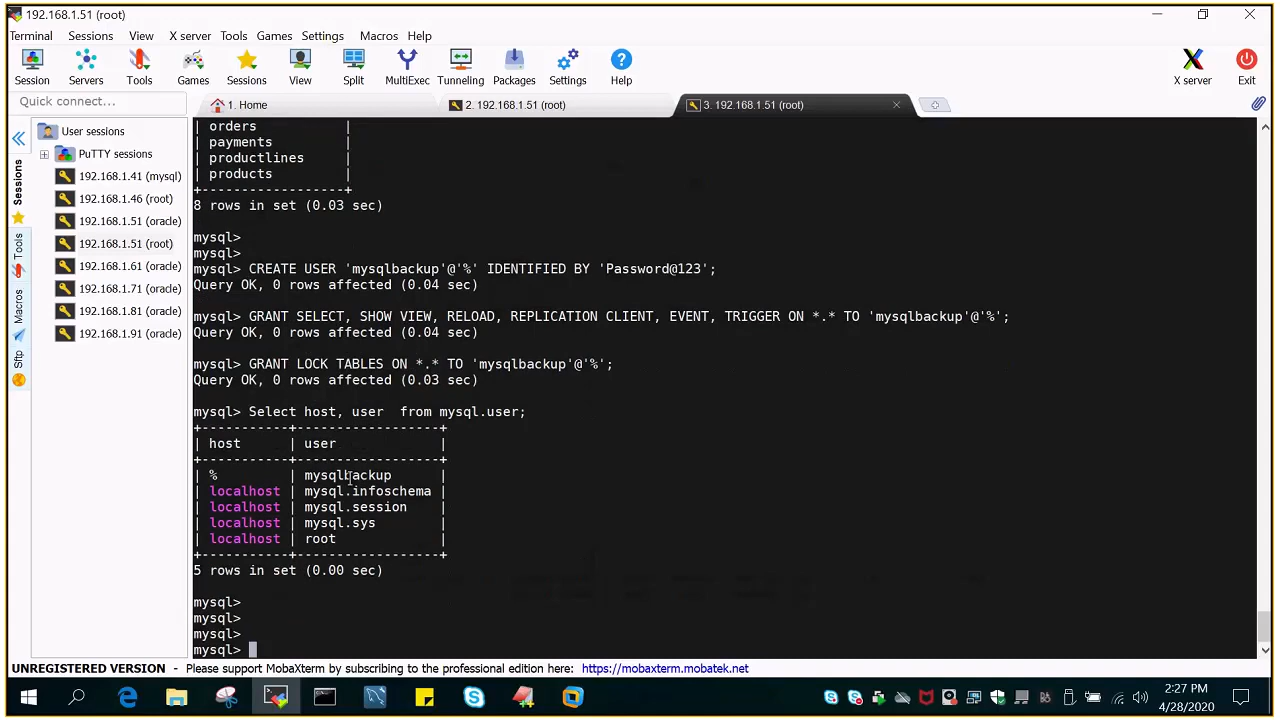 192.168.1.51 (root)
Terminal Sessions View X server Tools Games Settings Macros Help
Session Servers Tools Games Sessions View Split MultiExec Tunneling Packages Settings Help X server Exit
Quick connect...
1. Home
2. 192.168.1.51 (root)
3. 192.168.1.51 (root)
Sessions
Tools
Macros
Sftp
User sessions
PuTTY sessions
192.168.1.41 (mysql)
192.168.1.46 (root)
192.168.1.51 (oracle)
192.168.1.51 (root)
192.168.1.61 (oracle)
192.168.1.71 (oracle)
192.168.1.81 (oracle)
192.168.1.91 (oracle)
| orders |
| payments |
| productlines |
| products |
+------------------+
8 rows in set (0.03 sec)
mysql>
mysql>
mysql> CREATE USER 'mysqlbackup'@'%' IDENTIFIED BY 'Password@123';
Query OK, 0 rows affected (0.04 sec)
mysql> GRANT SELECT, SHOW VIEW, RELOAD, REPLICATION CLIENT, EVENT, TRIGGER ON *.* TO 'mysqlbackup'@'%';
Query OK, 0 rows affected (0.04 sec)
mysql> GRANT LOCK TABLES ON *.* TO 'mysqlbackup'@'%';
Query OK, 0 rows affected (0.03 sec)
mysql> Select host, user  from mysql.user;
+-----------+------------------+
| host | user |
+-----------+------------------+
| % | mysqlbackup |
| localhost | mysql.infoschema |
| localhost | mysql.session |
| localhost | mysql.sys |
| localhost | root |
+-----------+------------------+
5 rows in set (0.00 sec)
mysql>
mysql>
mysql>
mysql>
UNREGISTERED VERSION - Please support MobaXterm by subscribing to the professional edition here: https://mobaxterm.mobatek.net
2:27 PM
4/28/2020